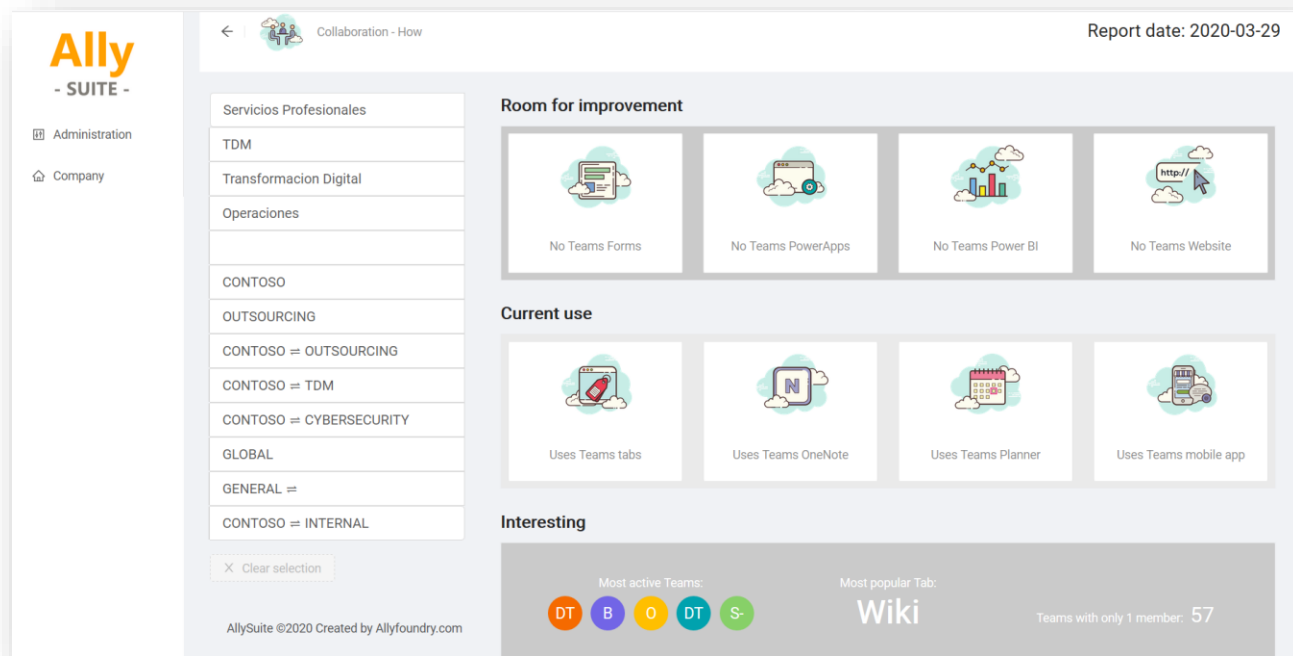 Ally
- SUITE -
Administration
Company
Collaboration - How
Report date: 2020-03-29
Servicios Profesionales
TDM
Transformacion Digital
Operaciones
CONTOSO
OUTSOURCING
CONTOSO ⇌ OUTSOURCING
CONTOSO ⇌ TDM
CONTOSO ⇌ CYBERSECURITY
GLOBAL
GENERAL ⇌
CONTOSO ⇌ INTERNAL
X Clear selection
AllySuite ©2020 Created by Allyfoundry.com
Room for improvement
No Teams Forms
No Teams PowerApps
No Teams Power BI
http://
No Teams Website
Current use
Uses Teams tabs
N
Uses Teams OneNote
Uses Teams Planner
Uses Teams mobile app
Interesting
Most active Teams:
DT B O DT S-
Most popular Tab:
Wiki
Teams with only 1 member: 57